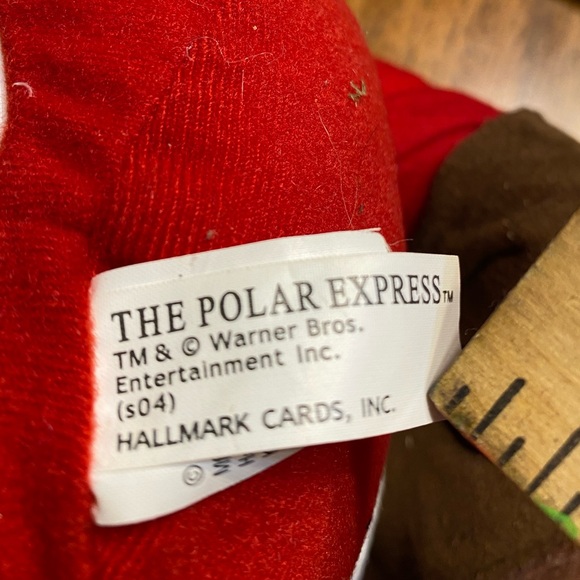 THE POLAR EXPRESS™
TM & © Warner Bros.
Entertainment Inc.
(s04)
HALLMARK CARDS, INC.
©